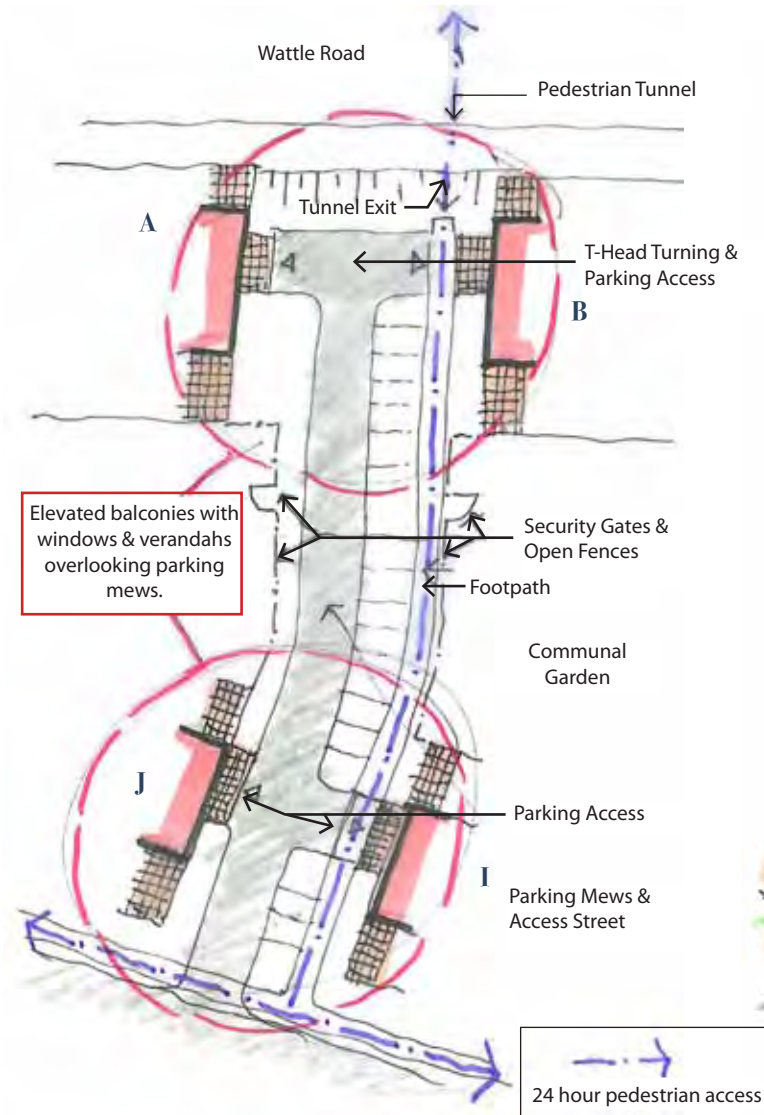 Wattle Road
Pedestrian Tunnel
Tunnel Exit
A
T-Head Turning &
Parking Access
B
Elevated balconies with
windows & verandahs
overlooking parking
mews.
Security Gates &
Open Fences
Footpath
Communal
Garden
J
Parking Access
I
Parking Mews &
Access Street
24 hour pedestrian access